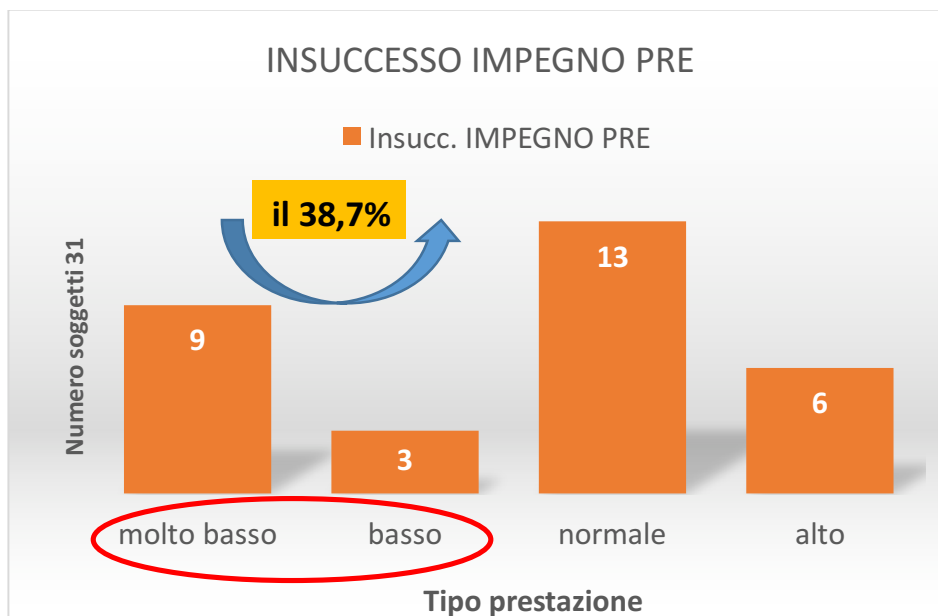 INSUCCESSO IMPEGNO PRE
Insucc. IMPEGNO PRE
il 38,7%
Numero soggetti 31
9
3
13
6
molto basso
basso
normale
alto
Tipo prestazione